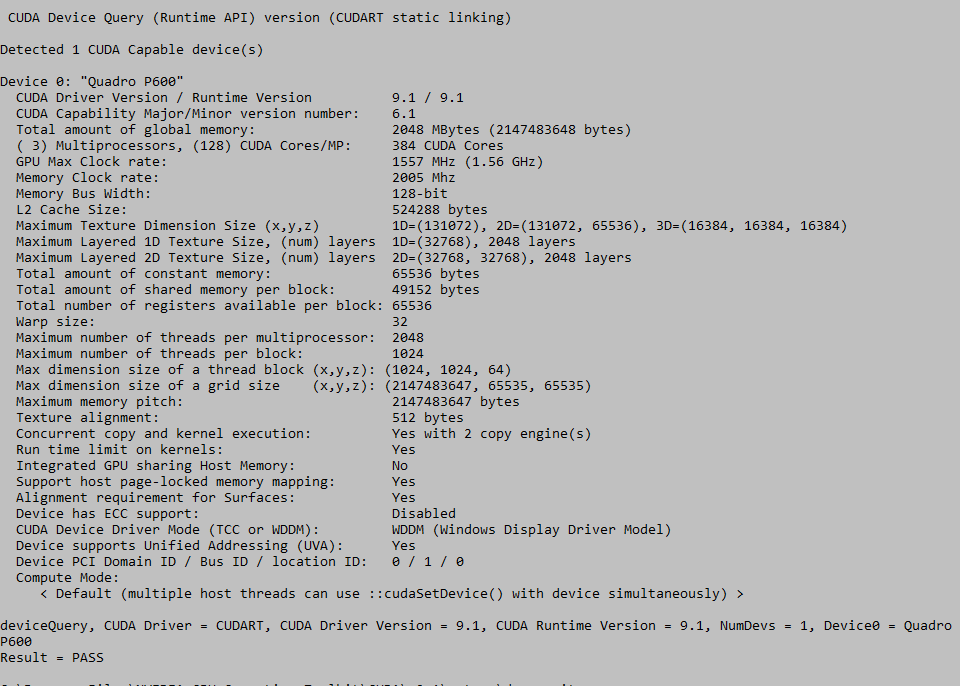 CUDA Device Query (Runtime API) version (CUDART static linking)
Detected 1 CUDA Capable device(s)
Device 0: "Quadro P600"
CUDA Driver Version / Runtime Version 9.1 / 9.1
CUDA Capability Major/Minor version number: 6.1
Total amount of global memory: 2048 MBytes (2147483648 bytes)
( 3) Multiprocessors, (128) CUDA Cores/MP: 384 CUDA Cores
GPU Max Clock rate: 1557 MHz (1.56 GHz)
Memory Clock rate: 2005 Mhz
Memory Bus Width: 128-bit
L2 Cache Size: 524288 bytes
Maximum Texture Dimension Size (x,y,z) 1D=(131072), 2D=(131072, 65536), 3D=(16384, 16384, 16384)
Maximum Layered 1D Texture Size, (num) layers 1D=(32768), 2048 layers
Maximum Layered 2D Texture Size, (num) layers 2D=(32768, 32768), 2048 layers
Total amount of constant memory: 65536 bytes
Total amount of shared memory per block: 49152 bytes
Total number of registers available per block: 65536
Warp size: 32
Maximum number of threads per multiprocessor: 2048
Maximum number of threads per block: 1024
Max dimension size of a thread block (x,y,z): (1024, 1024, 64)
Max dimension size of a grid size (x,y,z): (2147483647, 65535, 65535)
Maximum memory pitch: 2147483647 bytes
Texture alignment: 512 bytes
Concurrent copy and kernel execution: Yes with 2 copy engine(s)
Run time limit on kernels: Yes
Integrated GPU sharing Host Memory: No
Support host page-locked memory mapping: Yes
Alignment requirement for Surfaces: Yes
Device has ECC support: Disabled
CUDA Device Driver Mode (TCC or WDDM): WDDM (Windows Display Driver Model)
Device supports Unified Addressing (UVA): Yes
Device PCI Domain ID / Bus ID / location ID: 0 / 1 / 0
Compute Mode:
< Default (multiple host threads can use ::cudaSetDevice() with device simultaneously) >
deviceQuery, CUDA Driver = CUDART, CUDA Driver Version = 9.1, CUDA Runtime Version = 9.1, NumDevs = 1, Device0 = Quadro
P600
Result = PASS